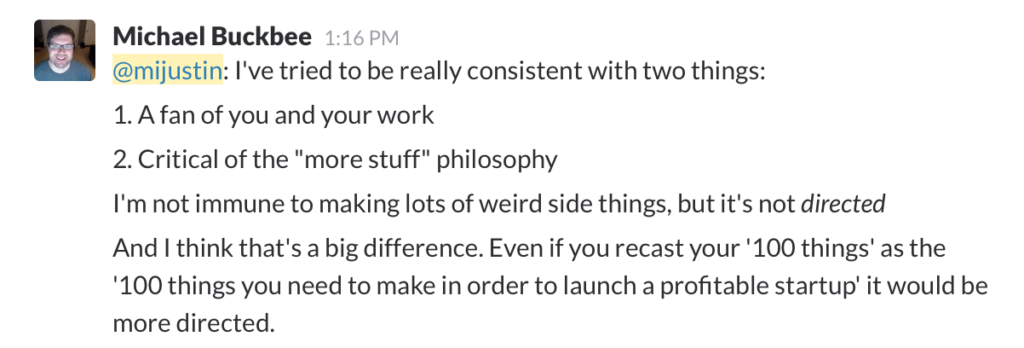 Michael Buckbee 1:16 PM
@mijustin: I've tried to be really consistent with two things:
1. A fan of you and your work
2. Critical of the "more stuff" philosophy
I'm not immune to making lots of weird side things, but it's not directed
And I think that's a big difference. Even if you recast your '100 things' as the
'100 things you need to make in order to launch a profitable startup' it would be
more directed.